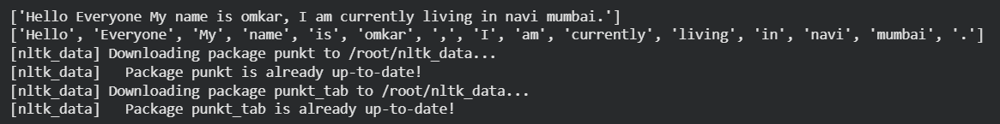 ['Hello Everyone My name is omkar, I am currently living in navi mumbai.']
['Hello', 'Everyone', 'My', 'name', 'is', 'omkar', ',', 'I', 'am', 'currently', 'living', 'in', 'navi', 'mumbai', '.']
[nltk_data] Downloading package punkt to /root/nltk_data...
[nltk_data]   Package punkt is already up-to-date!
[nltk_data] Downloading package punkt_tab to /root/nltk_data...
[nltk_data]   Package punkt_tab is already up-to-date!